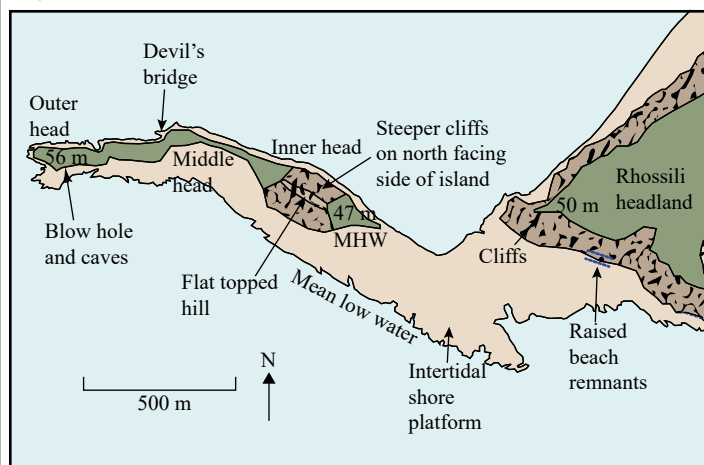 Devil's
bridge
Outer
head
56 m
Middle
head
Inner head
Steeper cliffs
on north facing
side of island
47 m
MHW
Rhossili
headland
50 m
Cliffs
Blow hole
and caves
Flat topped
hill
Mean low water
Raised
beach
remnants
Intertidal
shore
platform
N
500 m